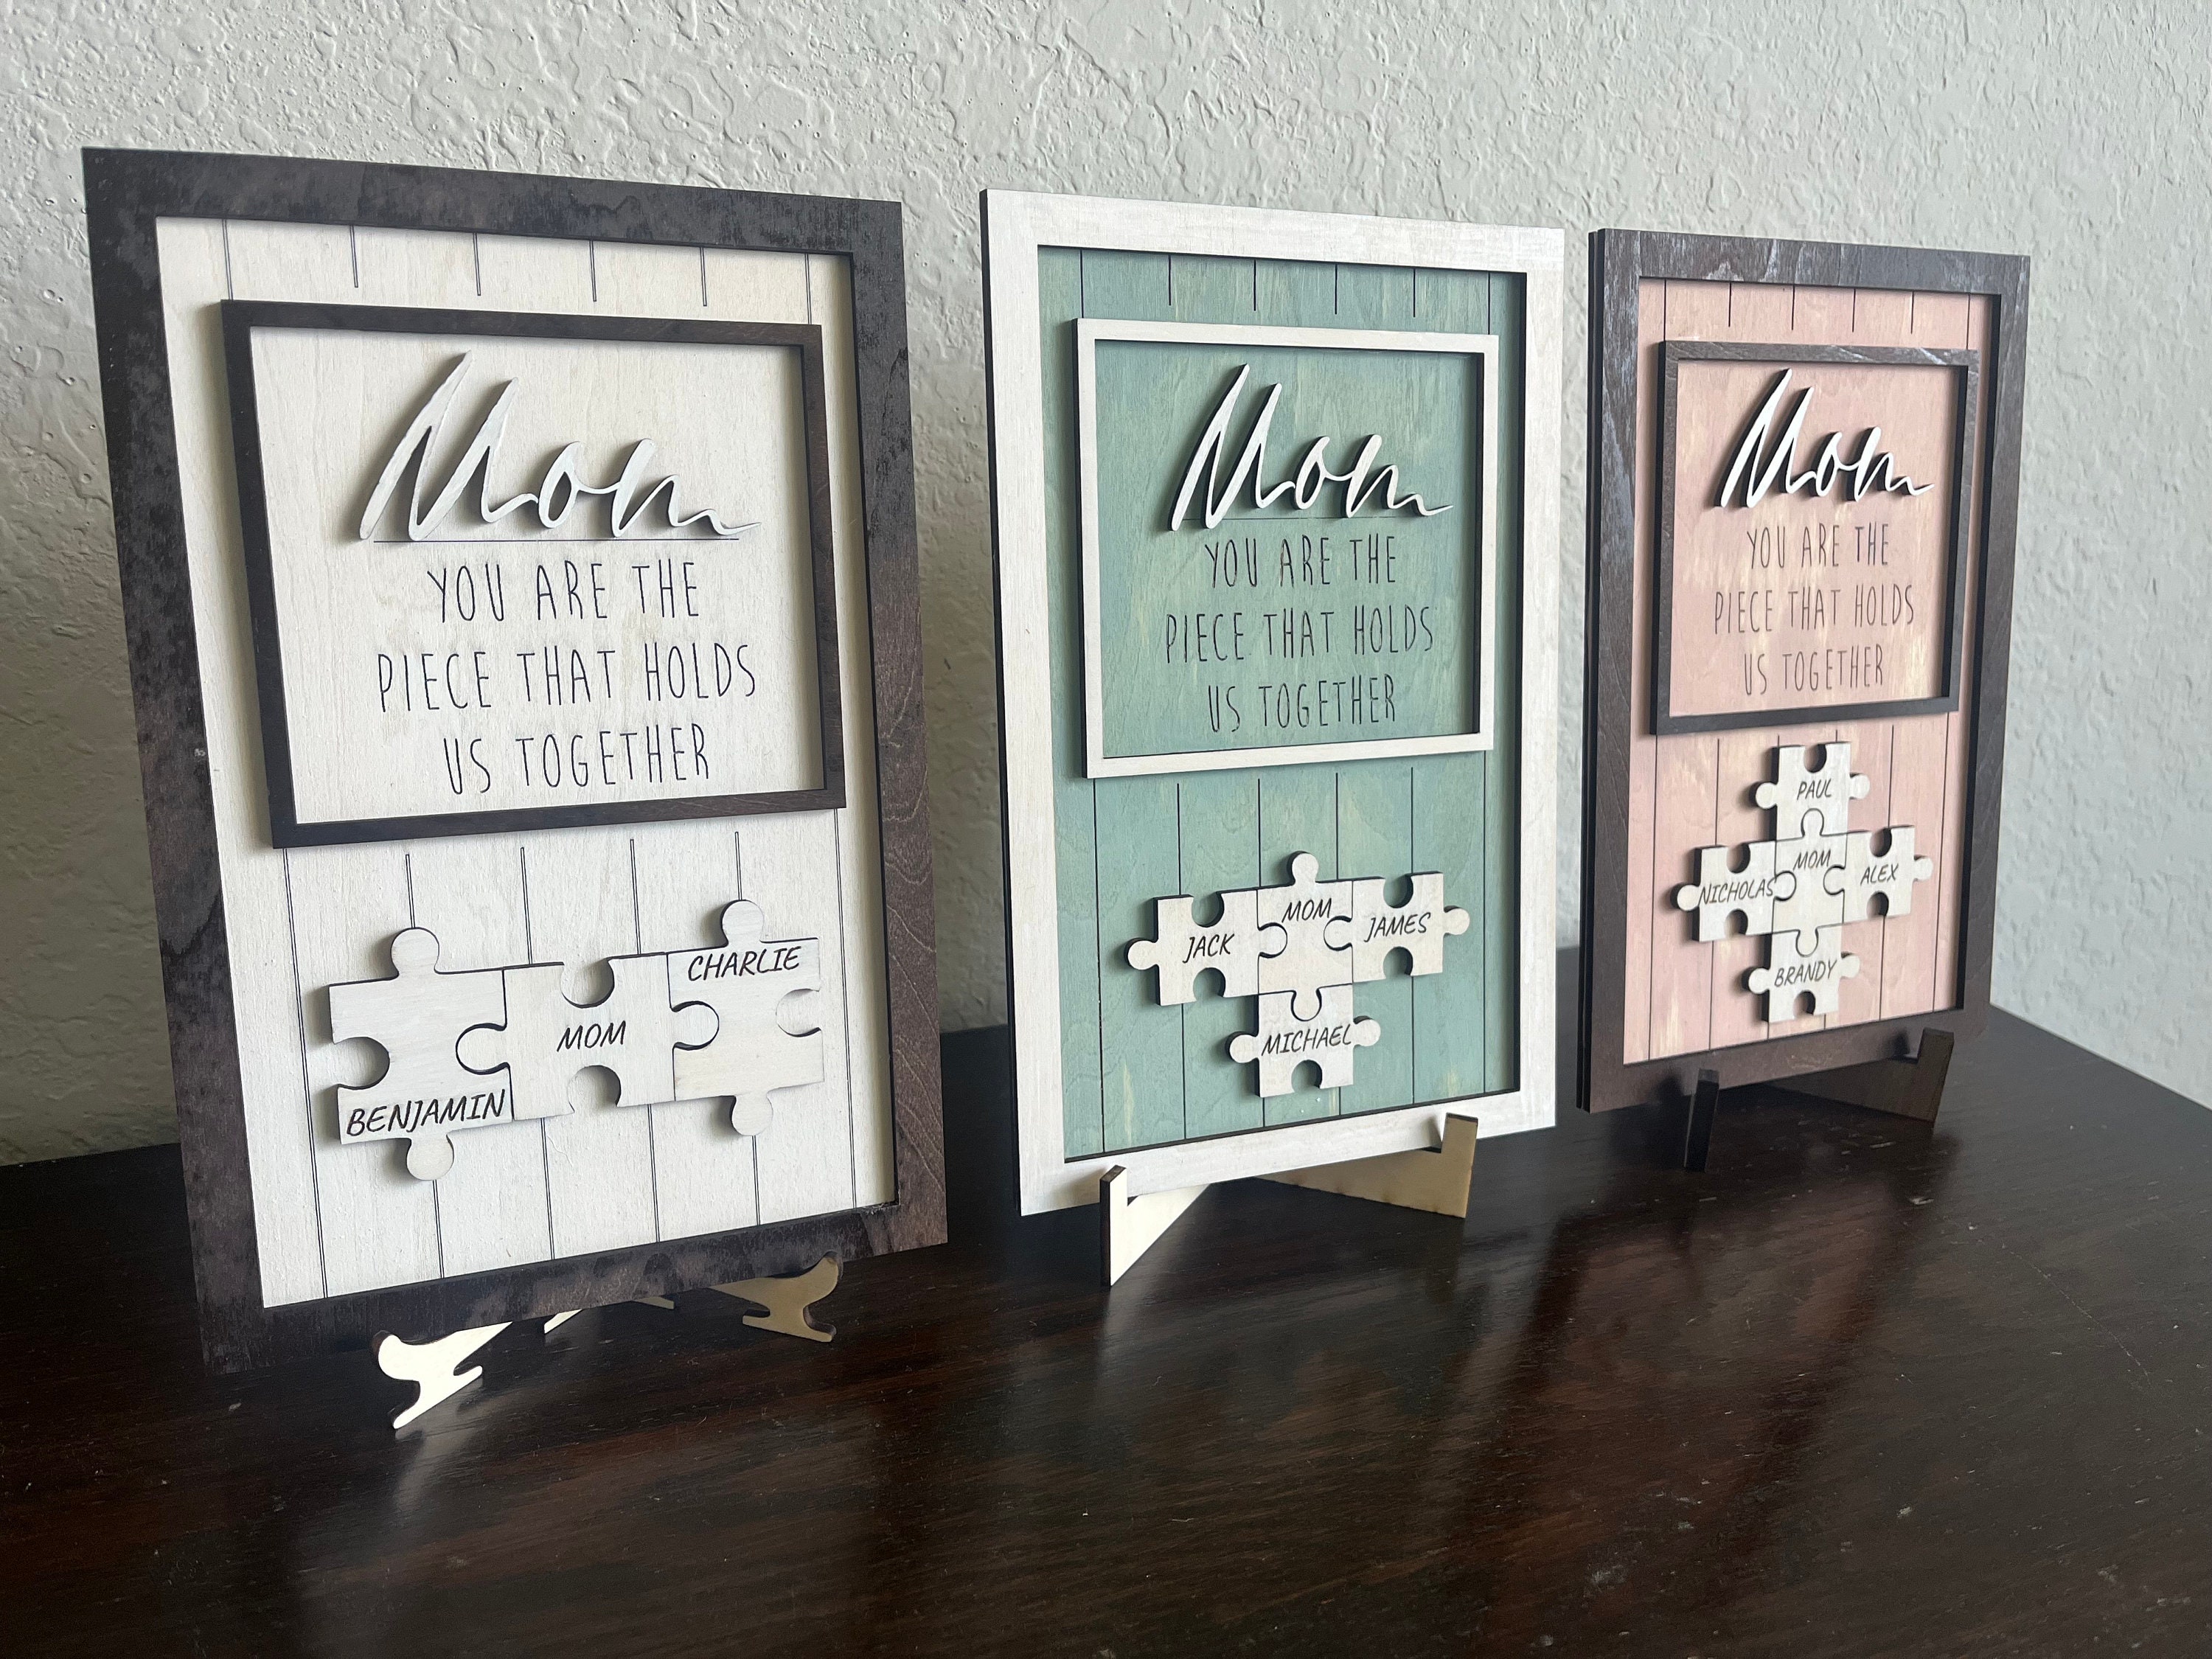 Mom
YOU ARE THE
PIECE THAT HOLDS
US TOGETHER
CHARLIE
MOM
BENJAMIN
Mom
YOU ARE THE
PIECE THAT HOLDS
US TOGETHER
MOM
JACK
JAMES
MICHAEL
Mom
YOU ARE THE
PIECE THAT HOLDS
US TOGETHER
PAUL
MOM
NICHOLAS
ALEX
BRANDY